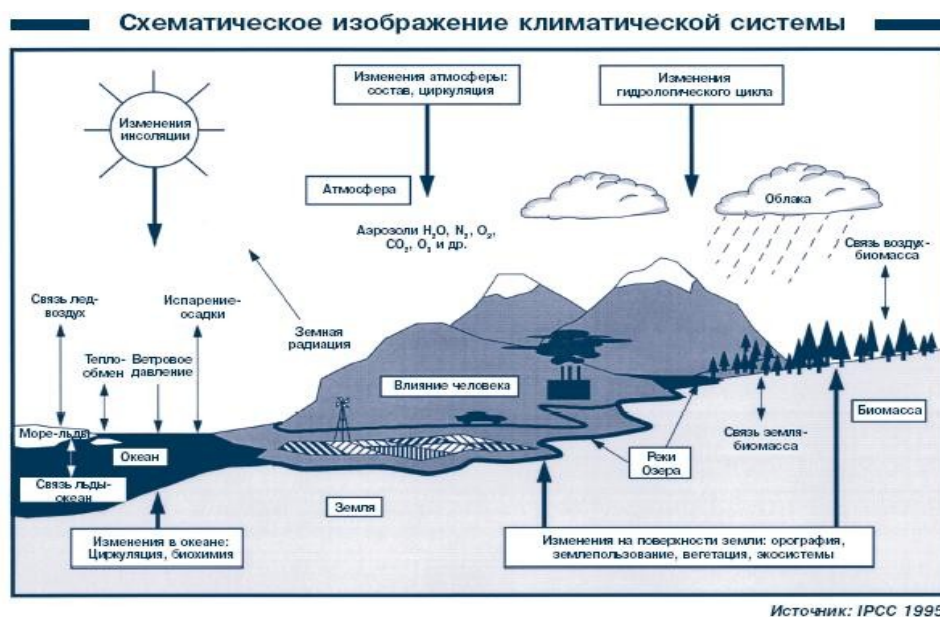 Схематическое изображение климатической системы
Изменения
инсоляции
Изменения атмосферы:
состав, циркуляция
Изменения
гидрологического цикла
Атмосфера
Аэрозоли H₂O, N₂, O₂,
CO₂, O₃ и др.
Облака
Связь воздух-
биомасса
Связь лед-
воздух
Испарение-
осадки
Земная
радиация
Тепло-
обмен
Ветровое
давление
Влияние человека
Биомасса
Море-льды
Океан
Связь льды-
океан
Реки
Озера
Связь земля-
биомасса
Земля
Изменения в океане:
Циркуляция, биохимия
Изменения на поверхности земли: орография,
землепользование, вегетация, экосистемы
Источник: IPCC 1995